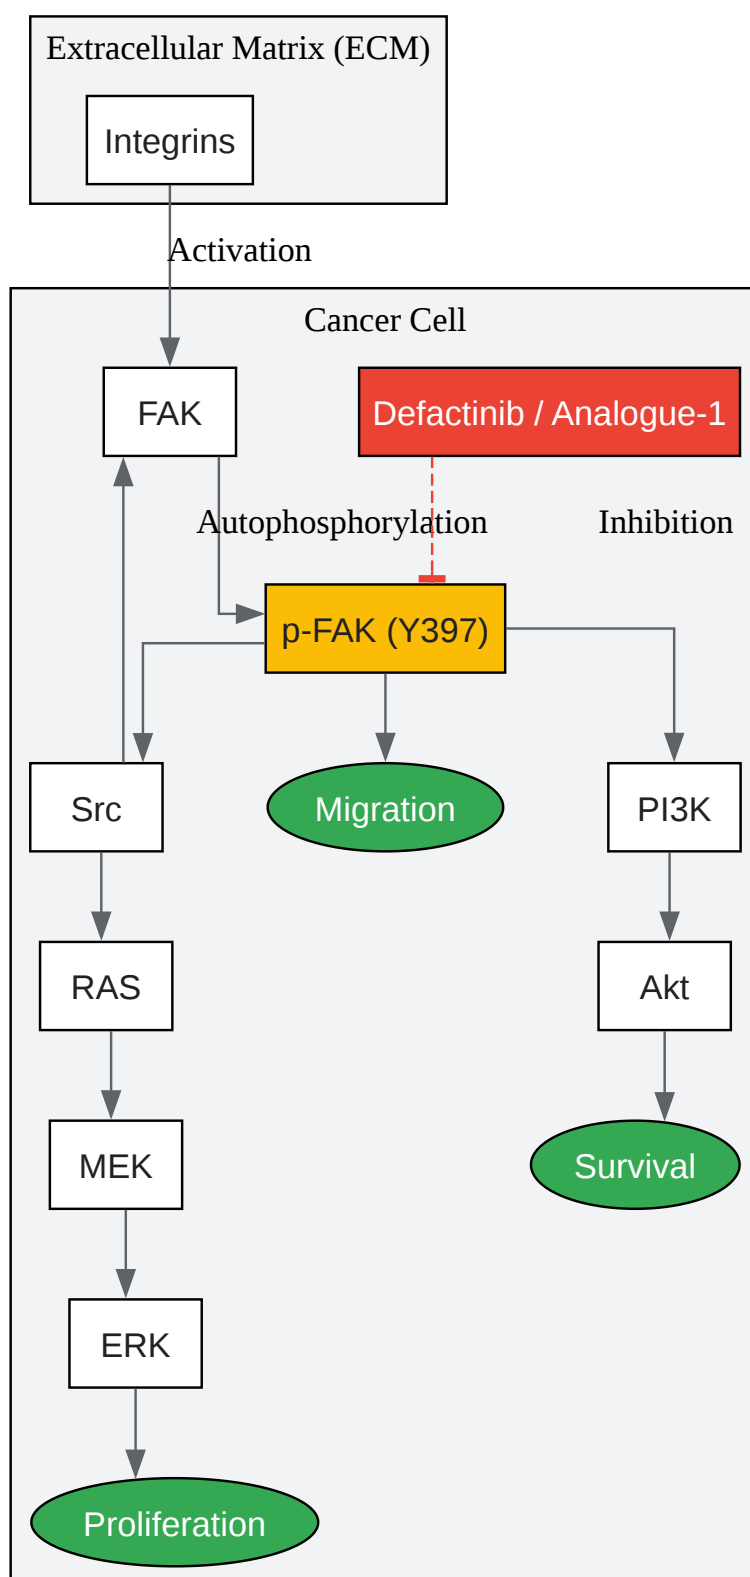 Extracellular Matrix (ECM)
Integrins
Activation
Cancer Cell
FAK
Defactinib / Analogue-1
Autophosphorylation
Inhibition
p-FAK (Y397)
Src
Migration
PI3K
RAS
Akt
MEK
Survival
ERK
Proliferation